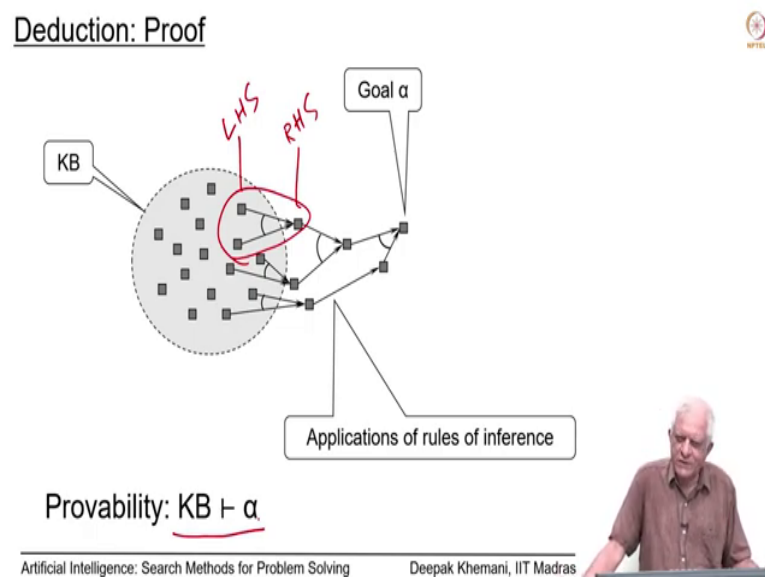 Deduction: Proof
NPTEL
LHS
RHS
Goal α
KB
Applications of rules of inference
Provability: KB ⊢ α
Artificial Intelligence: Search Methods for Problem Solving
Deepak Khemani, IIT Madras